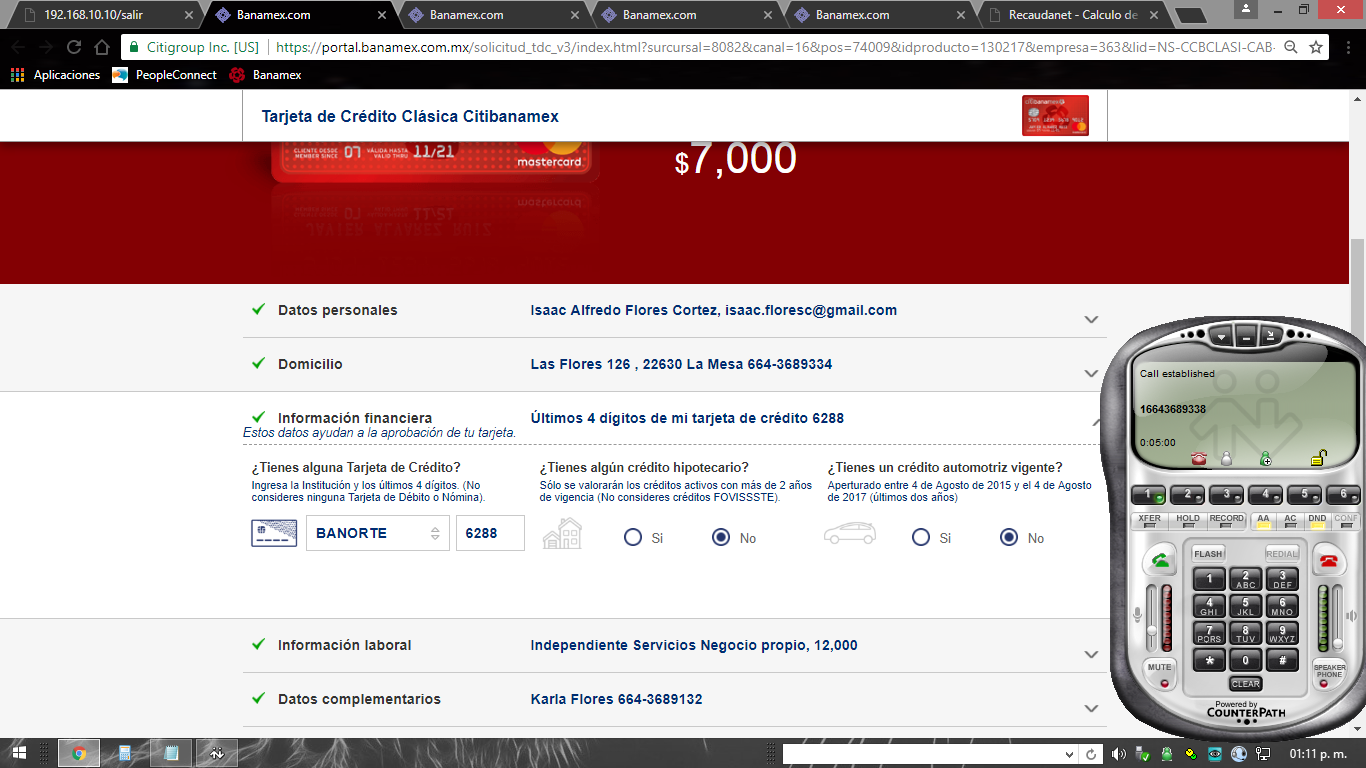 192.168.10.10/salir
Banamex.com
Banamex.com
Banamex.com
Banamex.com
Recaudanet - Calculo de
Citigroup Inc. [US]
https://portal.banamex.com.mx/solicitud_tdc_v3/index.html?sursursal=8082&canal=16&pos=74009&idproducto=130217&empresa=363&lid=NS-CCBCLASI-CAB-
Aplicaciones
PeopleConnect
Banamex
Tarjeta de Crédito Clásica Citibanamex
CLIENTE DESDE
MEMBER SINCE
07
VÁLIDA HASTA
VALID THRU
11/21
mastercard
$7,000
Datos personales
Isaac Alfredo Flores Cortez, isaac.floresc@gmail.com
Domicilio
Las Flores 126 , 22630 La Mesa 664-3689334
Información financiera
Últimos 4 dígitos de mi tarjeta de crédito 6288
Estos datos ayudan a la aprobación de tu tarjeta.
¿Tienes alguna Tarjeta de Crédito?
Ingresa la Institución y los últimos 4 dígitos. (No
consideres ninguna Tarjeta de Débito o Nómina).
BANORTE
6288
¿Tienes algún crédito hipotecario?
Sólo se valorarán los créditos activos con más de 2 años
de vigencia (No consideres créditos FOVISSSTE).
Si
No
¿Tienes un crédito automotriz vigente?
Aperturado entre 4 de Agosto de 2015 y el 4 de Agosto
de 2017 (últimos dos años)
Si
No
Información laboral
Independiente Servicios Negocio propio, 12,000
Datos complementarios
Karla Flores 664-3689132
Call established
16643689338
0:05:00
1
2
3
4
5
6
XFER
HOLD
RECORD
AA
AC
DND
CONF
FLASH
REDIAL
1
2 ABC
3 DEF
4 GHI
5 JKL
6 MNO
7 PQRS
8 TUV
9 WXYZ
*
0
#
MUTE
CLEAR
SPEAKER
PHONE
Powered by
COUNTERPATH
01:11 p. m.